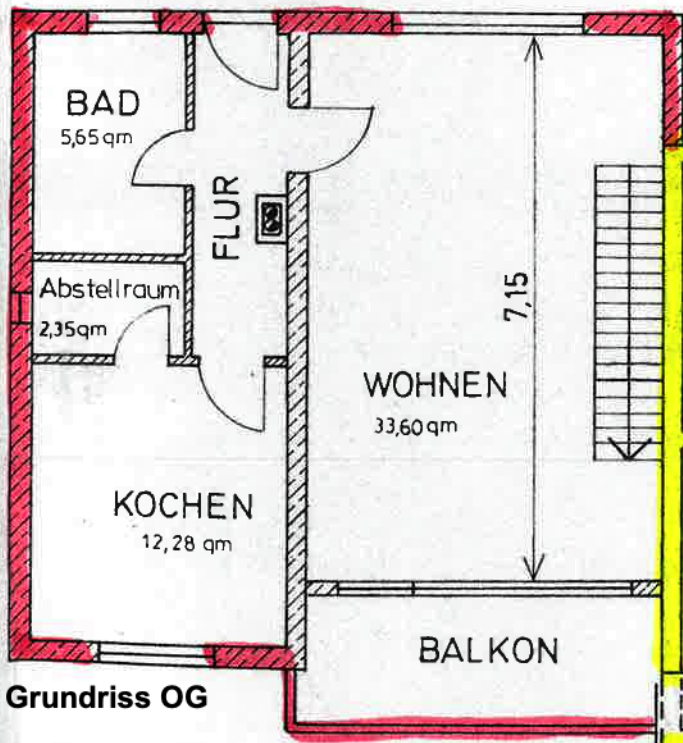 BAD
5,65 qm
FLUR
Abstellraum
2,35qm
7,15
WOHNEN
33,60 qm
KOCHEN
12,28 qm
BALKON
Grundriss OG